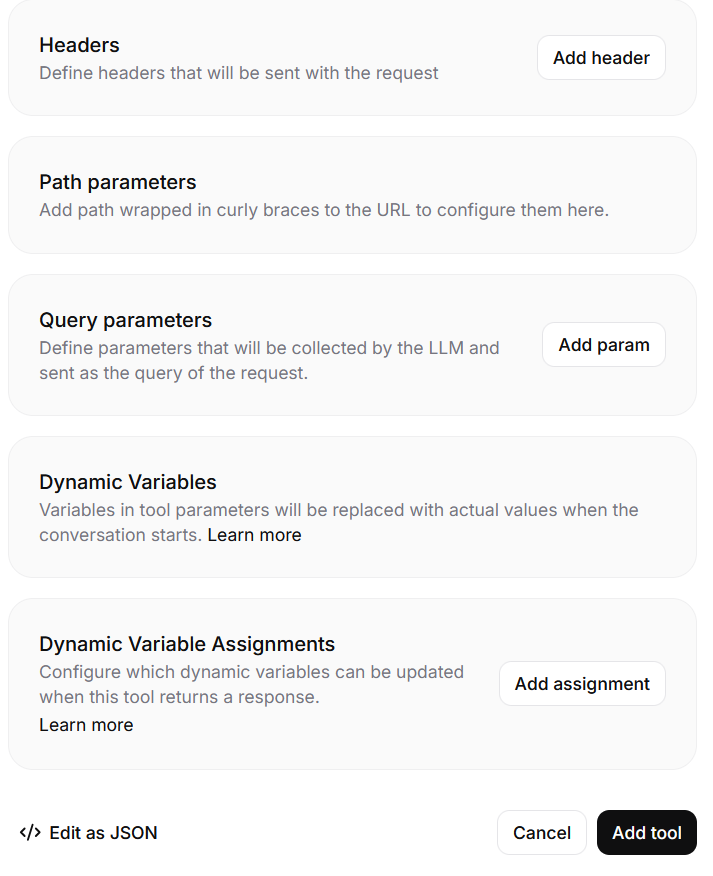 Headers
Define headers that will be sent with the request
Add header
Path parameters
Add path wrapped in curly braces to the URL to configure them here.
Query parameters
Define parameters that will be collected by the LLM and
sent as the query of the request.
Add param
Dynamic Variables
Variables in tool parameters will be replaced with actual values when the
conversation starts. Learn more
Dynamic Variable Assignments
Configure which dynamic variables can be updated
when this tool returns a response.
Learn more
Add assignment
</> Edit as JSON
Cancel
Add tool